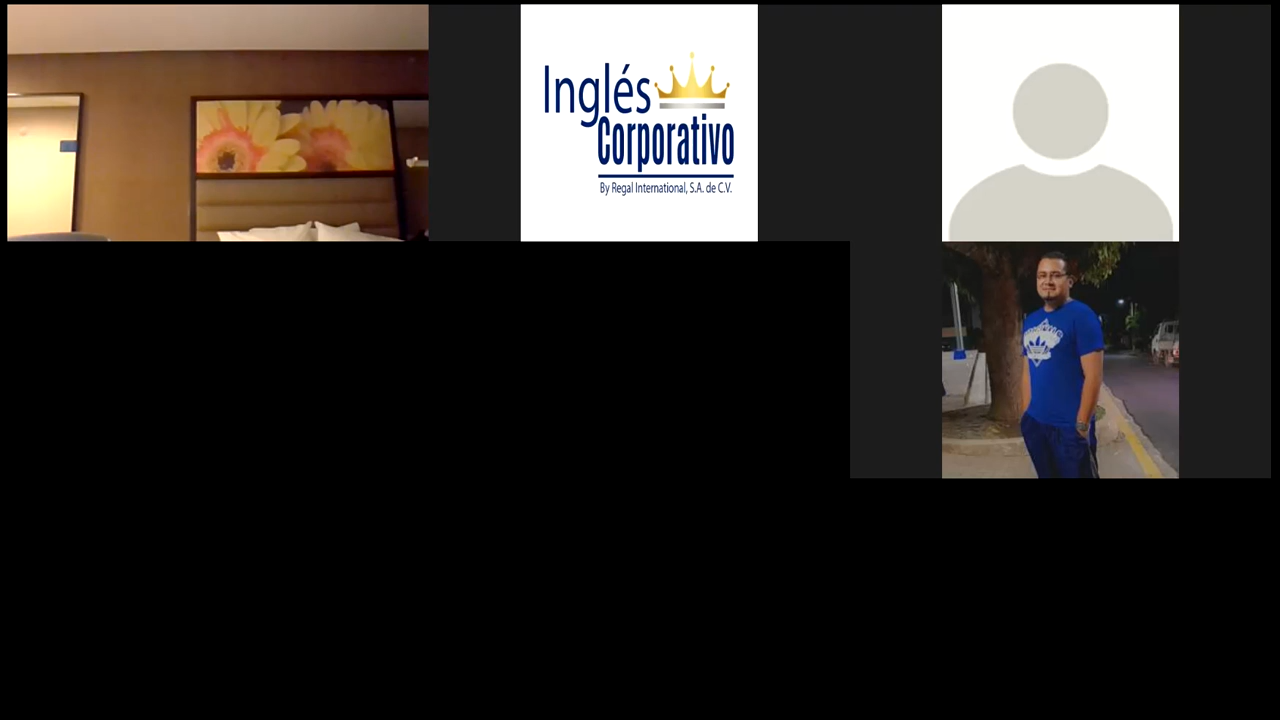 Inglés
Corporativo
By Regal International, S.A. de C.V.